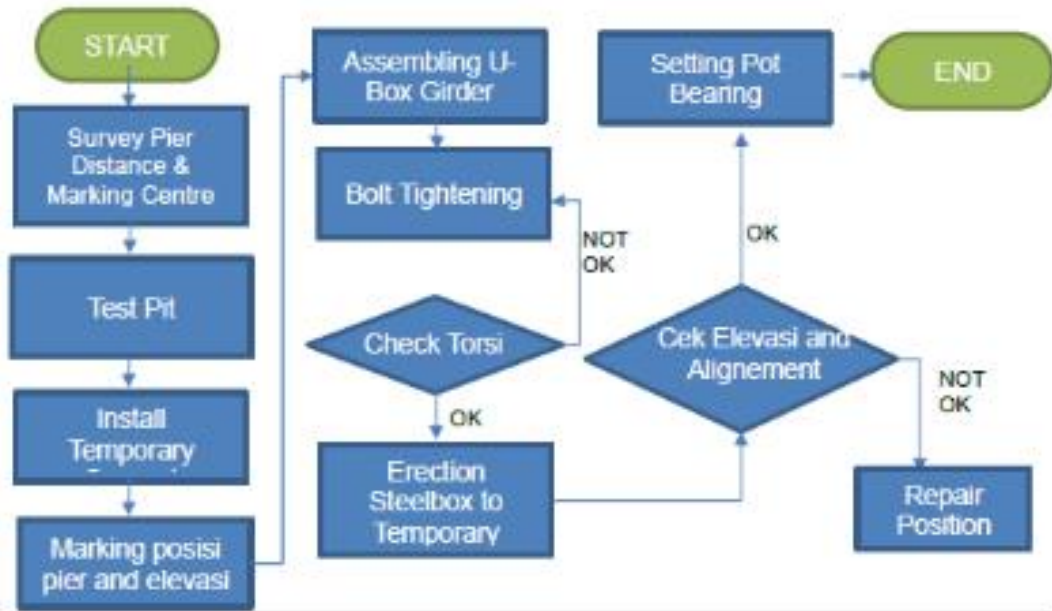 START
Survey Pier
Distance &
Marking Centre
Test Pit
Install
Temporary
Marking posisi
pier and elevasi
Assembling U-
Box Girder
Bolt Tightening
NOT
OK
Check Torsi
OK
Erection
Steelbox to
Temporary
Cek Elevasi and
Alignement
OK
NOT
OK
Repair
Position
Setting Pot
Bearing
END